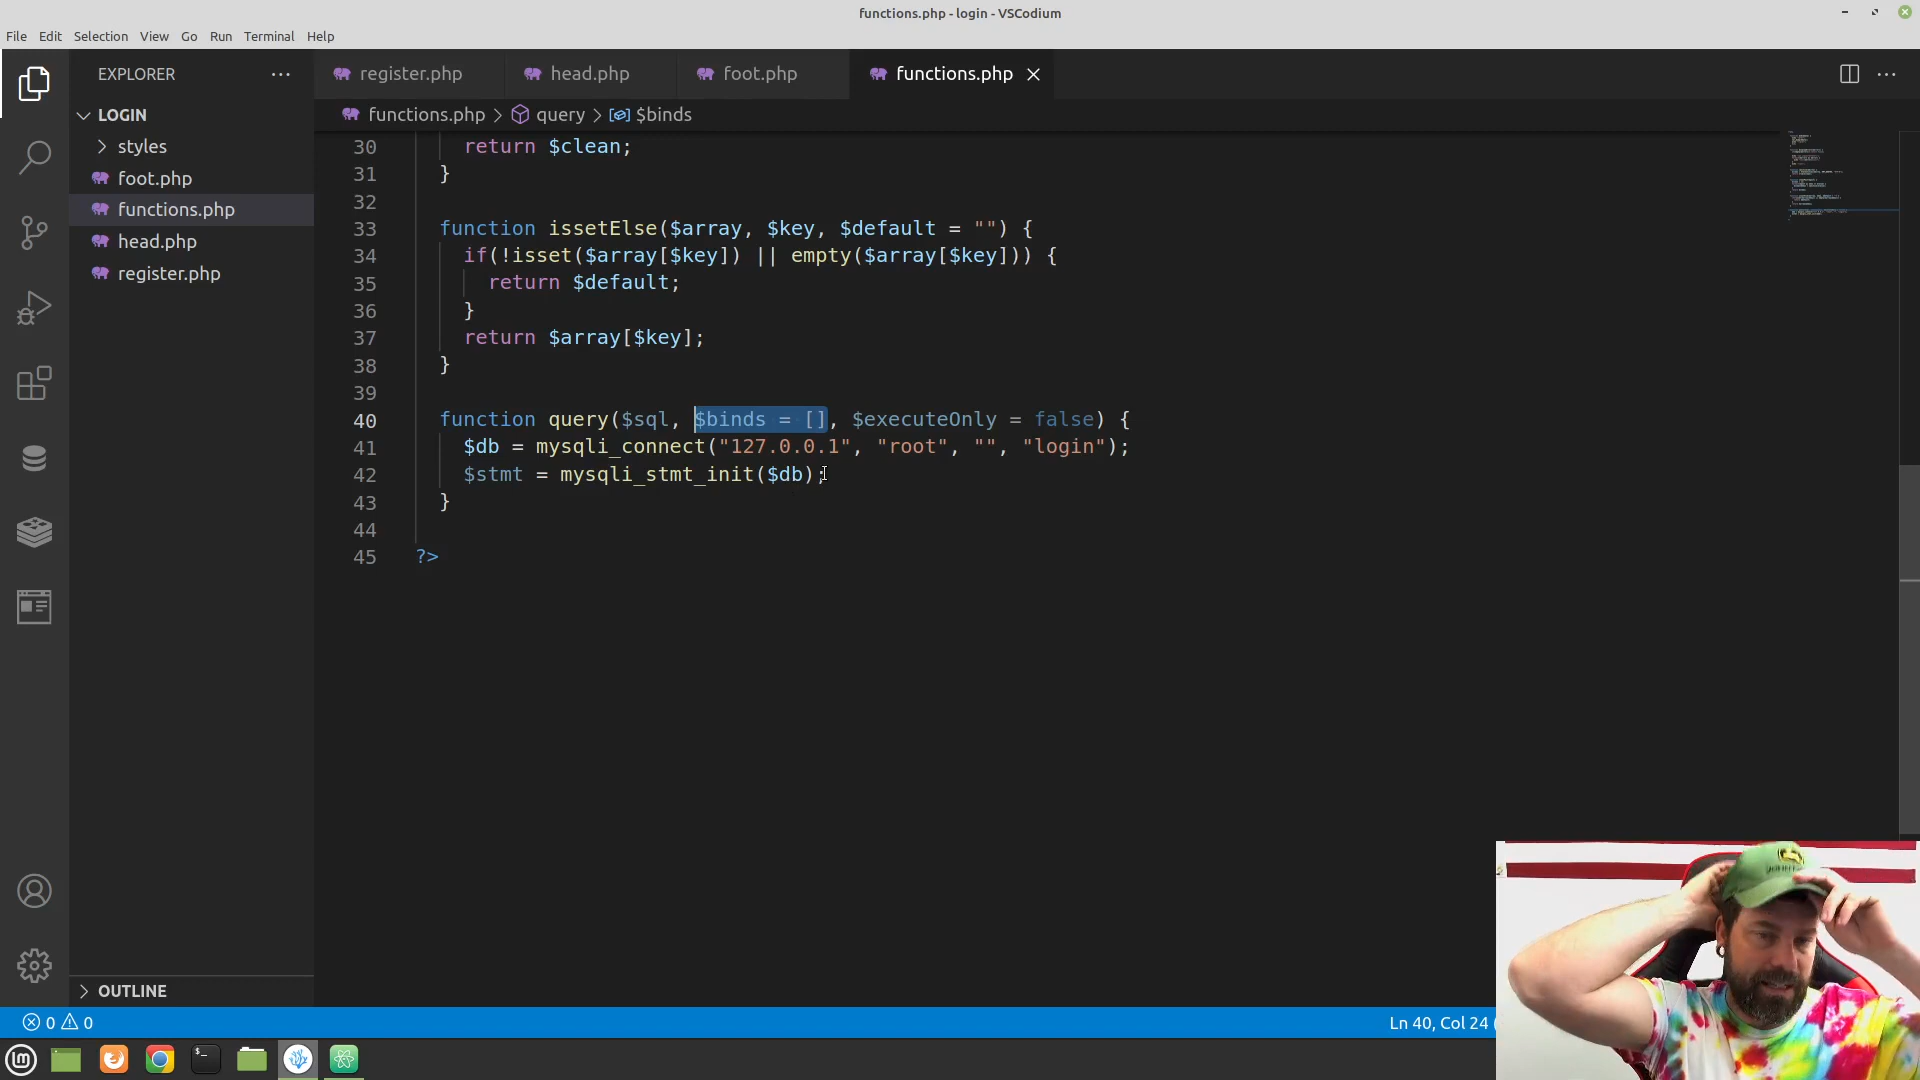 functions.php - login - VSCodium
File Edit Selection View Go Run Terminal Help
EXPLORER
register.php head.php foot.php functions.php
functions.php > query > $binds
LOGIN
styles
foot.php
functions.php
head.php
register.php
30 return $clean;
31 }
32
33 function issetElse($array, $key, $default = "") {
34 if(!isset($array[$key]) || empty($array[$key])) {
35 return $default;
36 }
37 return $array[$key];
38 }
39
40 function query($sql, $binds = [], $executeOnly = false) {
41 $db = mysqli_connect("127.0.0.1", "root", "", "login");
42 $stmt = mysqli_stmt_init($db);
43 }
44
45 ?>
OUTLINE
0 0
Ln 40, Col 24